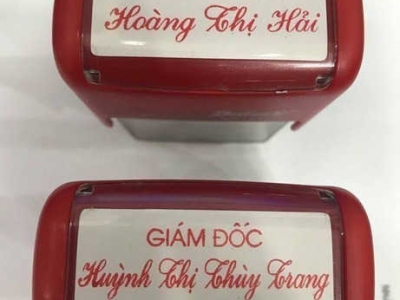 Hoàng Thị Hải
GIÁM ĐỐC
Huỳnh Thị Thùy Trang